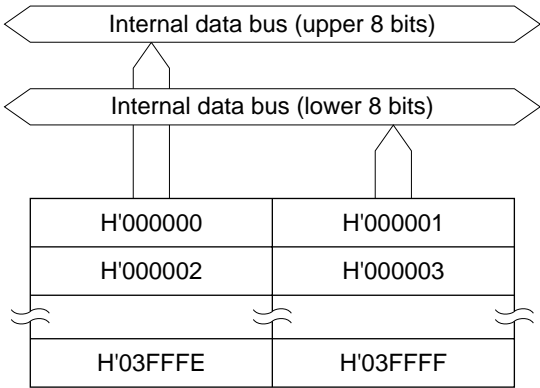 Internal data bus (upper 8 bits)
Internal data bus (lower 8 bits)
H'000000 H'000001
H'000002 H'000003
H'03FFFE H'03FFFF